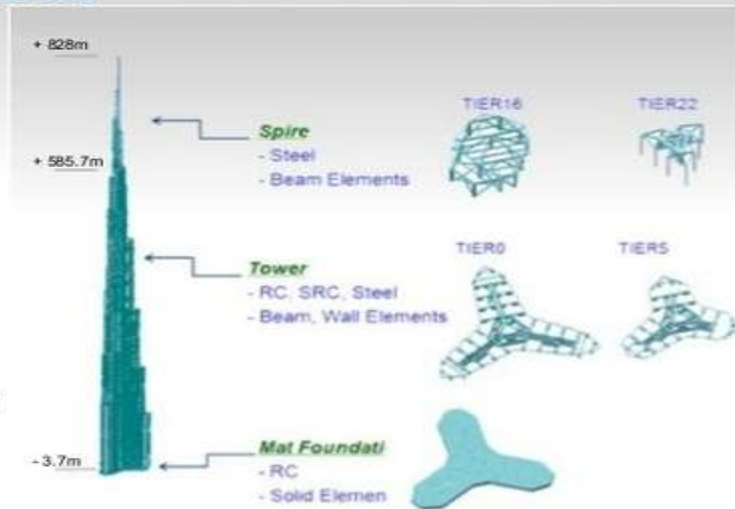 + 828m
TIER16
TIER22
Spire
- Steel
- Beam Elements
+ 585.7m
TIER0
TIER5
Tower
- RC, SRC, Steel
- Beam, Wall Elements
Mat Foundati
- RC
- Solid Elemen
- 3.7m